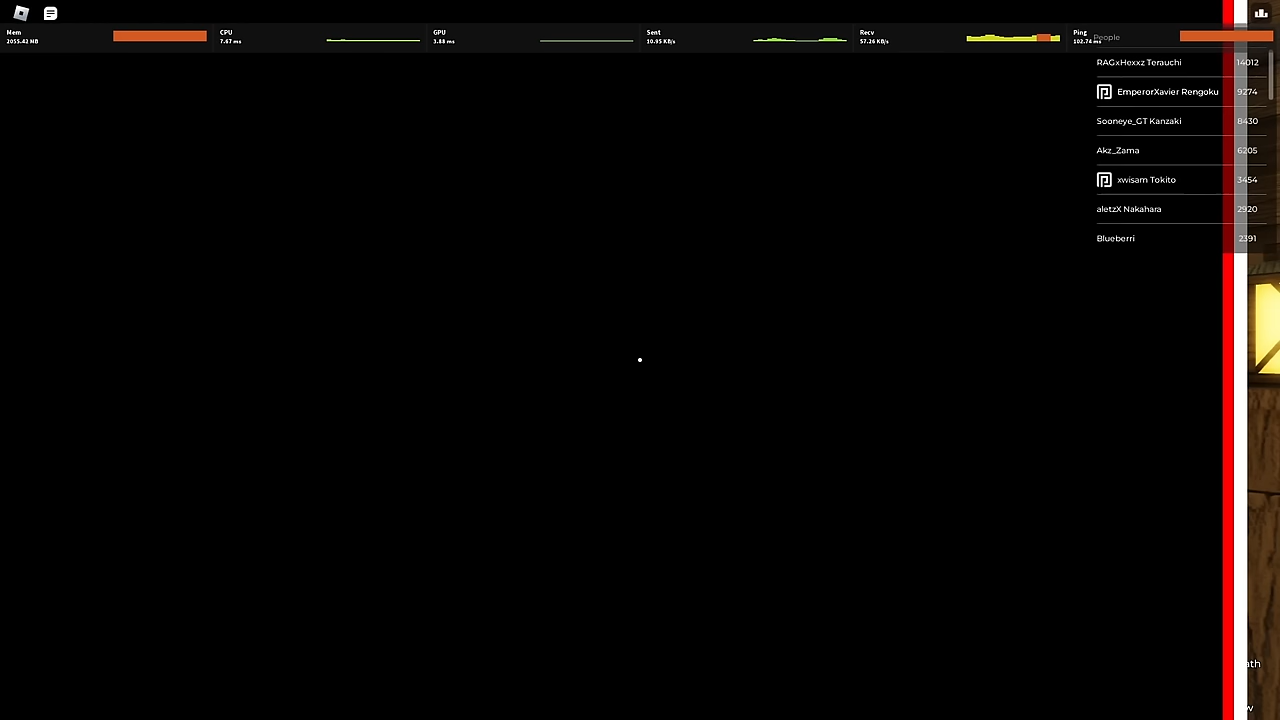 Mem
2055.42 MB
CPU
7.67 ms
GPU
3.88 ms
Sent
10.95 KB/s
Recv
57.26 KB/s
Ping
102.74 ms
People
RAGxHexxz Terauchi 14012
EmperorXavier Rengoku 9274
Sooneye_GT Kanzaki 8430
Akz_Zama 6205
xwisam Tokito 3454
aletzX Nakahara 2920
Blueberri 2391
ath
w